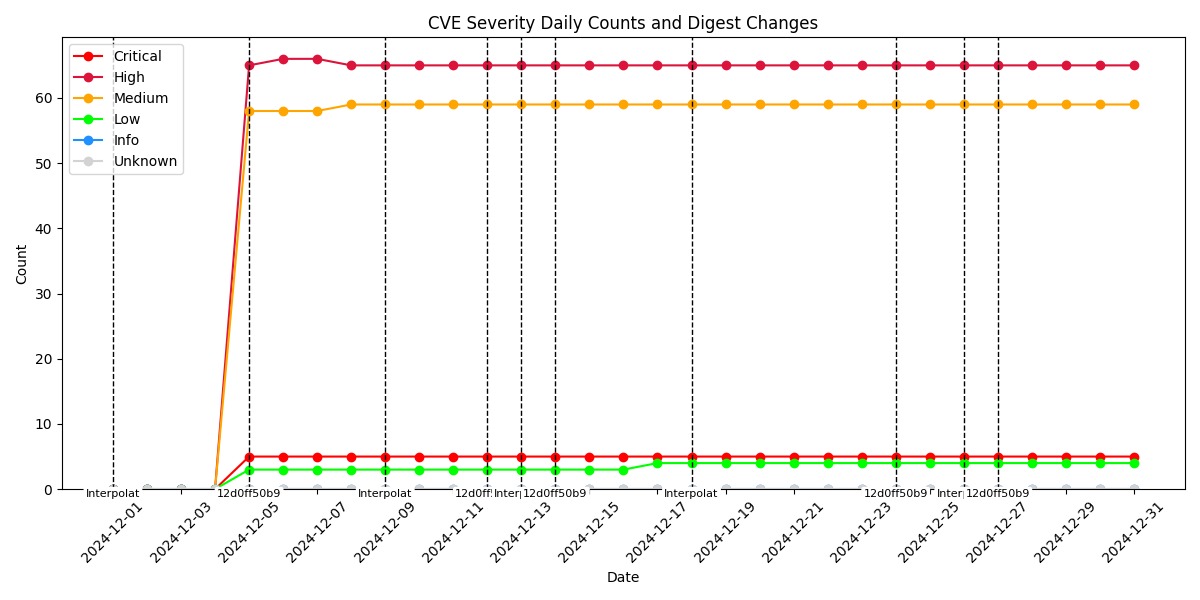 CVE Severity Daily Counts and Digest Changes
Critical
High
Medium
Low
Info
Unknown
Count
60
50
40
30
20
10
0
Interpolat
12d0ff50b9
Interpolat
12d0ff
Inter
12d0ff50b9
Interpolat
12d0ff50b9
Inter
12d0ff50b9
2024-12-01
2024-12-03
2024-12-05
2024-12-07
2024-12-09
2024-12-11
2024-12-13
2024-12-15
2024-12-17
2024-12-19
2024-12-21
2024-12-23
2024-12-25
2024-12-27
2024-12-29
2024-12-31
Date